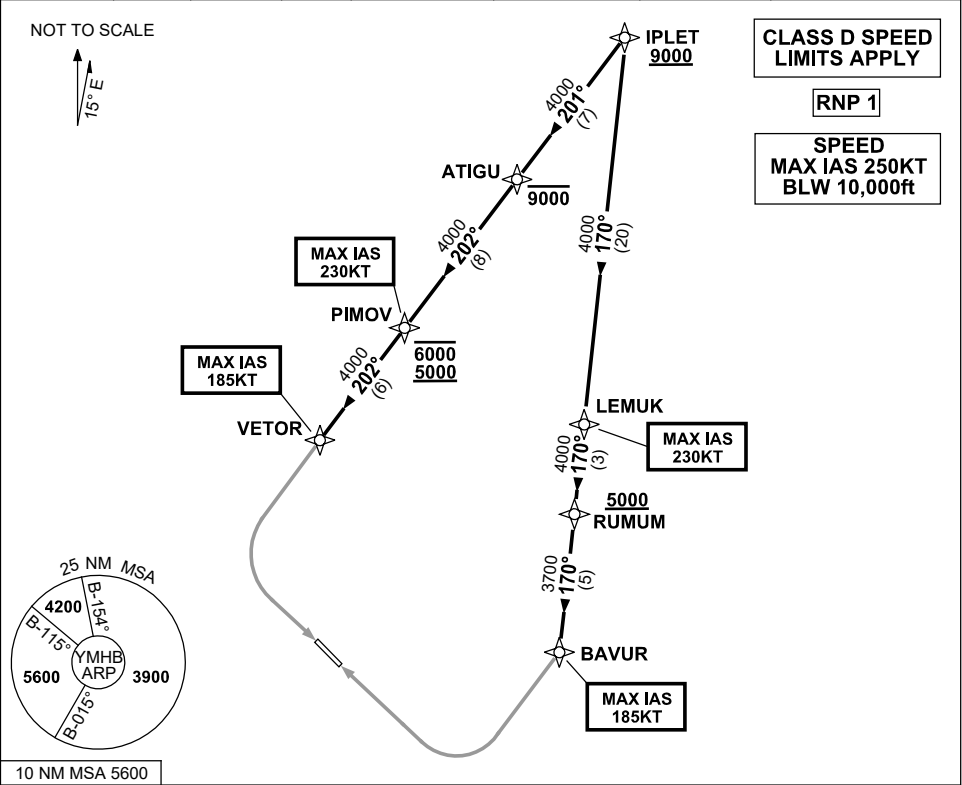 NOT TO SCALE
15° E
IPLET
9000
CLASS D SPEED
LIMITS APPLY
RNP 1
SPEED
MAX IAS 250KT
BLW 10,000ft
4000
201°
(7)
ATIGU
9000
4000
202°
(8)
4000
170°
(20)
MAX IAS
230KT
PIMOV
6000
5000
4000
202°
(6)
MAX IAS
185KT
VETOR
LEMUK
MAX IAS
230KT
4000
170°
(3)
5000
RUMUM
3700
170°
(5)
BAVUR
MAX IAS
185KT
25 NM MSA
4200
B-154°
B-115°
YMHB
ARP
5600
3900
B-015°
10 NM MSA 5600